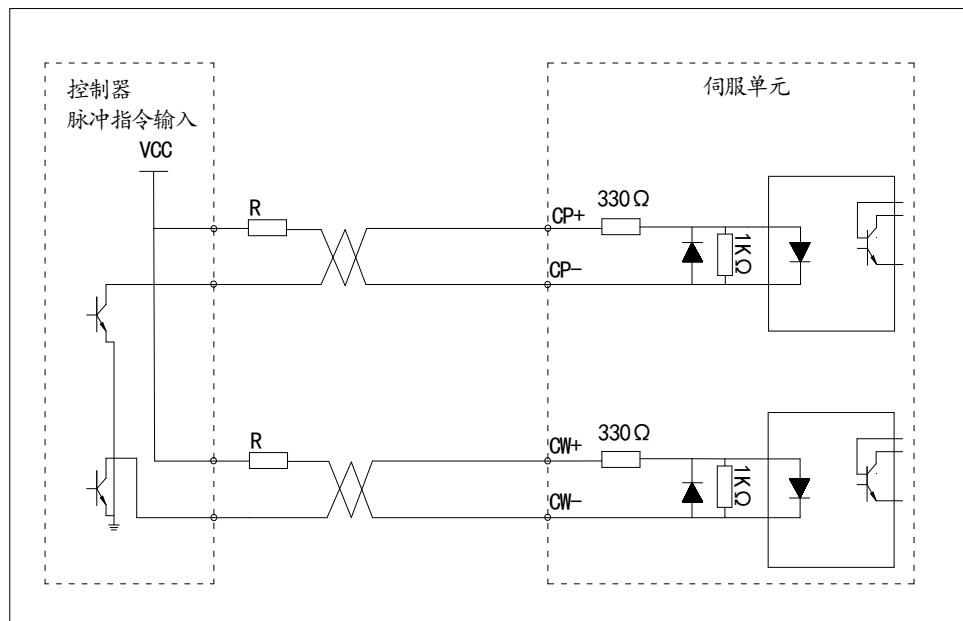 控制器
脉冲指令输入
VCC
伺服单元
R
CP+
330Ω
1KΩ
CP-
R
CW+
330Ω
1KΩ
CW-